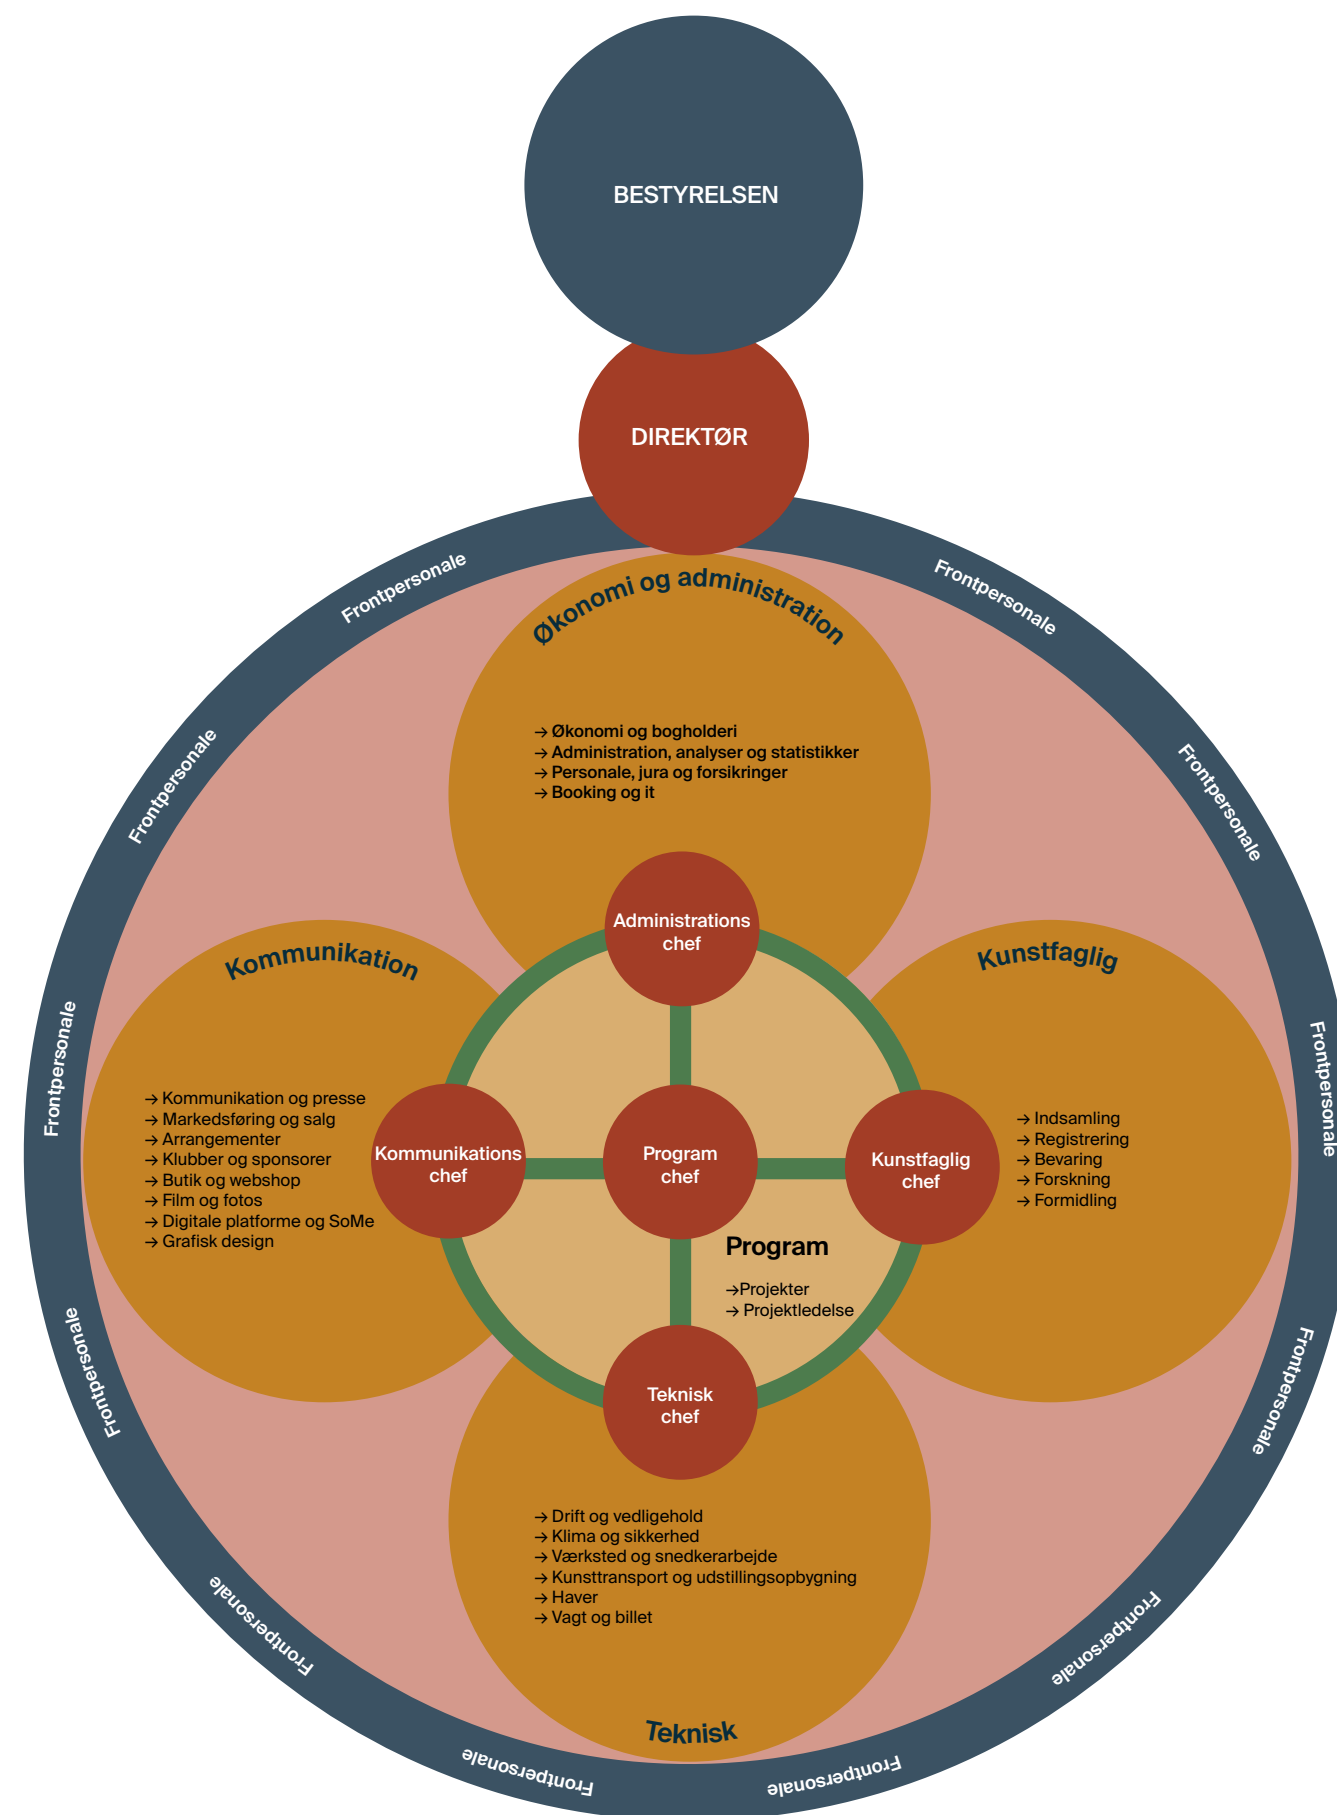 BESTYRELSEN
DIREKTØR
Frontpersonale
Frontpersonale
Økonomi og administration
Frontpersonale
Frontpersonale
→ Økonomi og bogholderi
→ Administration, analyser og statistikker
→ Personale, jura og forsikringer
→ Booking og it
Administrations
chef
Kommunikation
Kunstfaglig
Frontpersonale
Frontpersonale
→ Kommunikation og presse
→ Markedsføring og salg
→ Arrangementer
→ Klubber og sponsorer
→ Butik og webshop
→ Film og fotos
→ Digitale platforme og SoMe
→ Grafisk design
Kommunikations
chef
Program
chef
Kunstfaglig
chef
→ Indsamling
→ Registrering
→ Bevaring
→ Forskning
→ Formidling
Program
→Projekter
→ Projektledelse
Frontpersonale
Frontpersonale
Teknisk
chef
→ Drift og vedligehold
→ Klima og sikkerhed
→ Værksted og snedkerarbejde
→ Kunsttransport og udstillingsopbygning
→ Haver
→ Vagt og billet
Frontpersonale
Frontpersonale
Teknisk
Frontpersonale
Frontpersonale